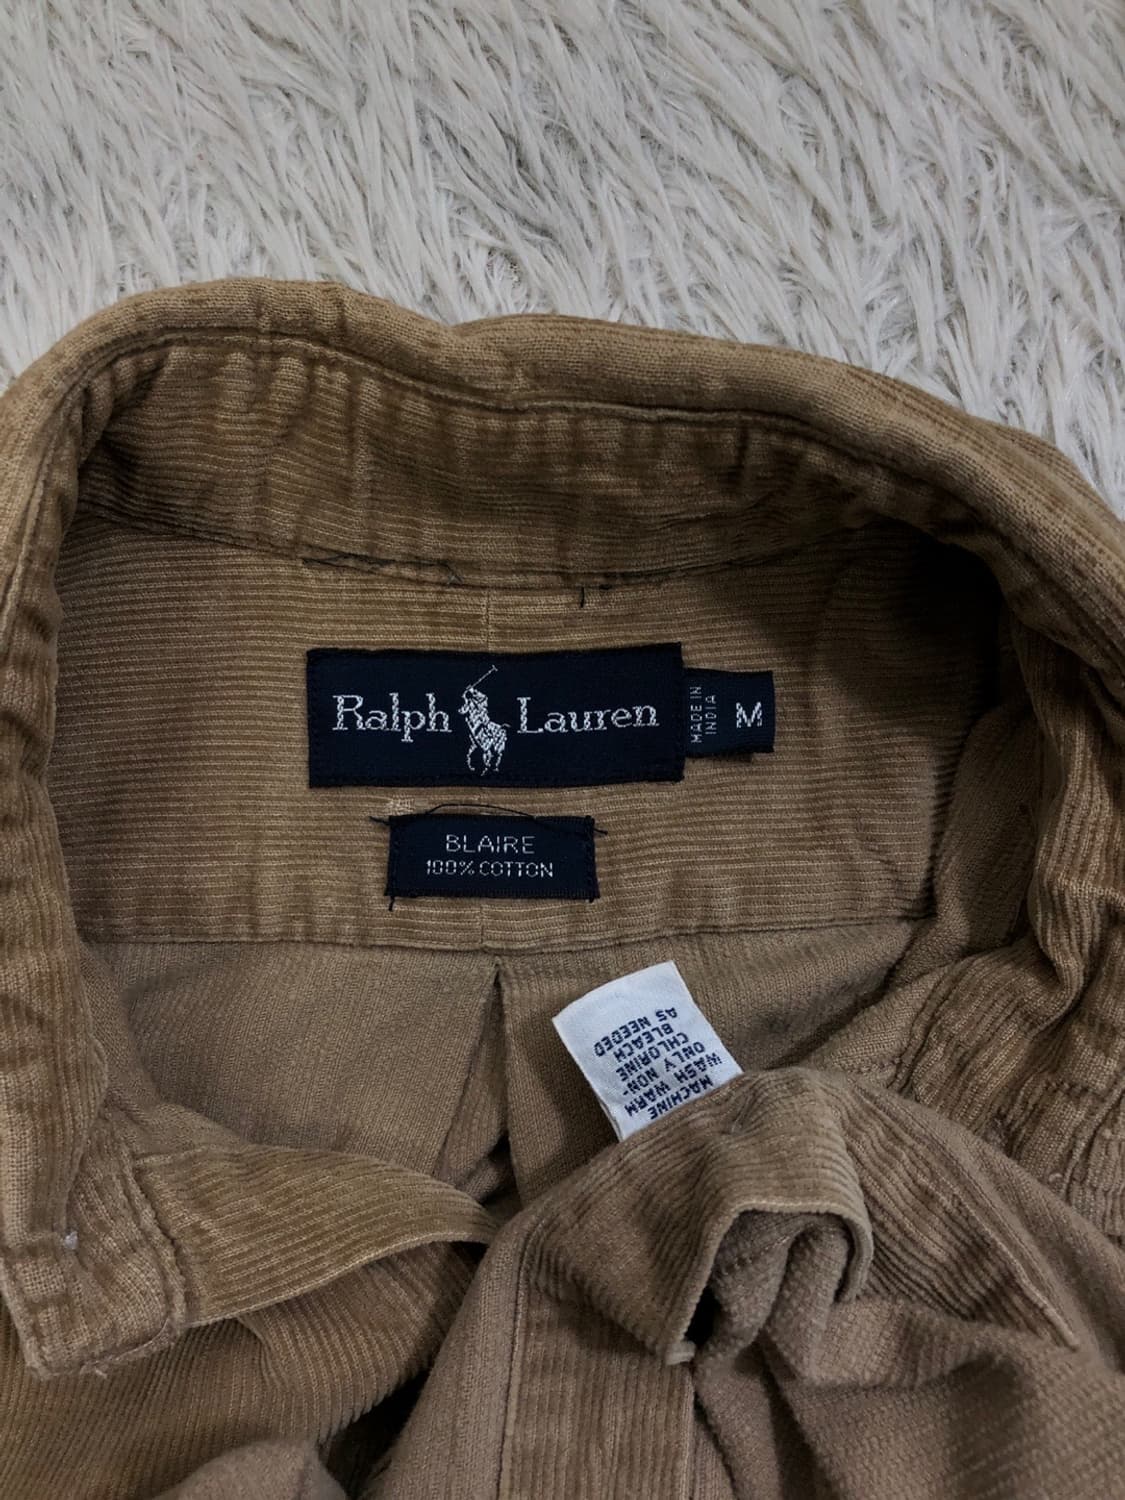 Ralph Lauren
MADE IN
INDIA
M
BLAIRE
100% COTTON
MACHINE
WASH WARM
ONLY NON-
CHLORINE
BLEACH
AS NEEDED